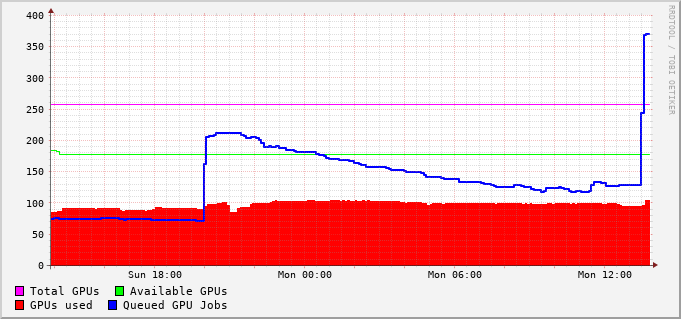 RRDTOOL / TOBI OETIKER
400
350
300
250
200
150
100
50
0
Sun 18:00 Mon 00:00 Mon 06:00 Mon 12:00
Total GPUs Available GPUs
GPUs used Queued GPU Jobs